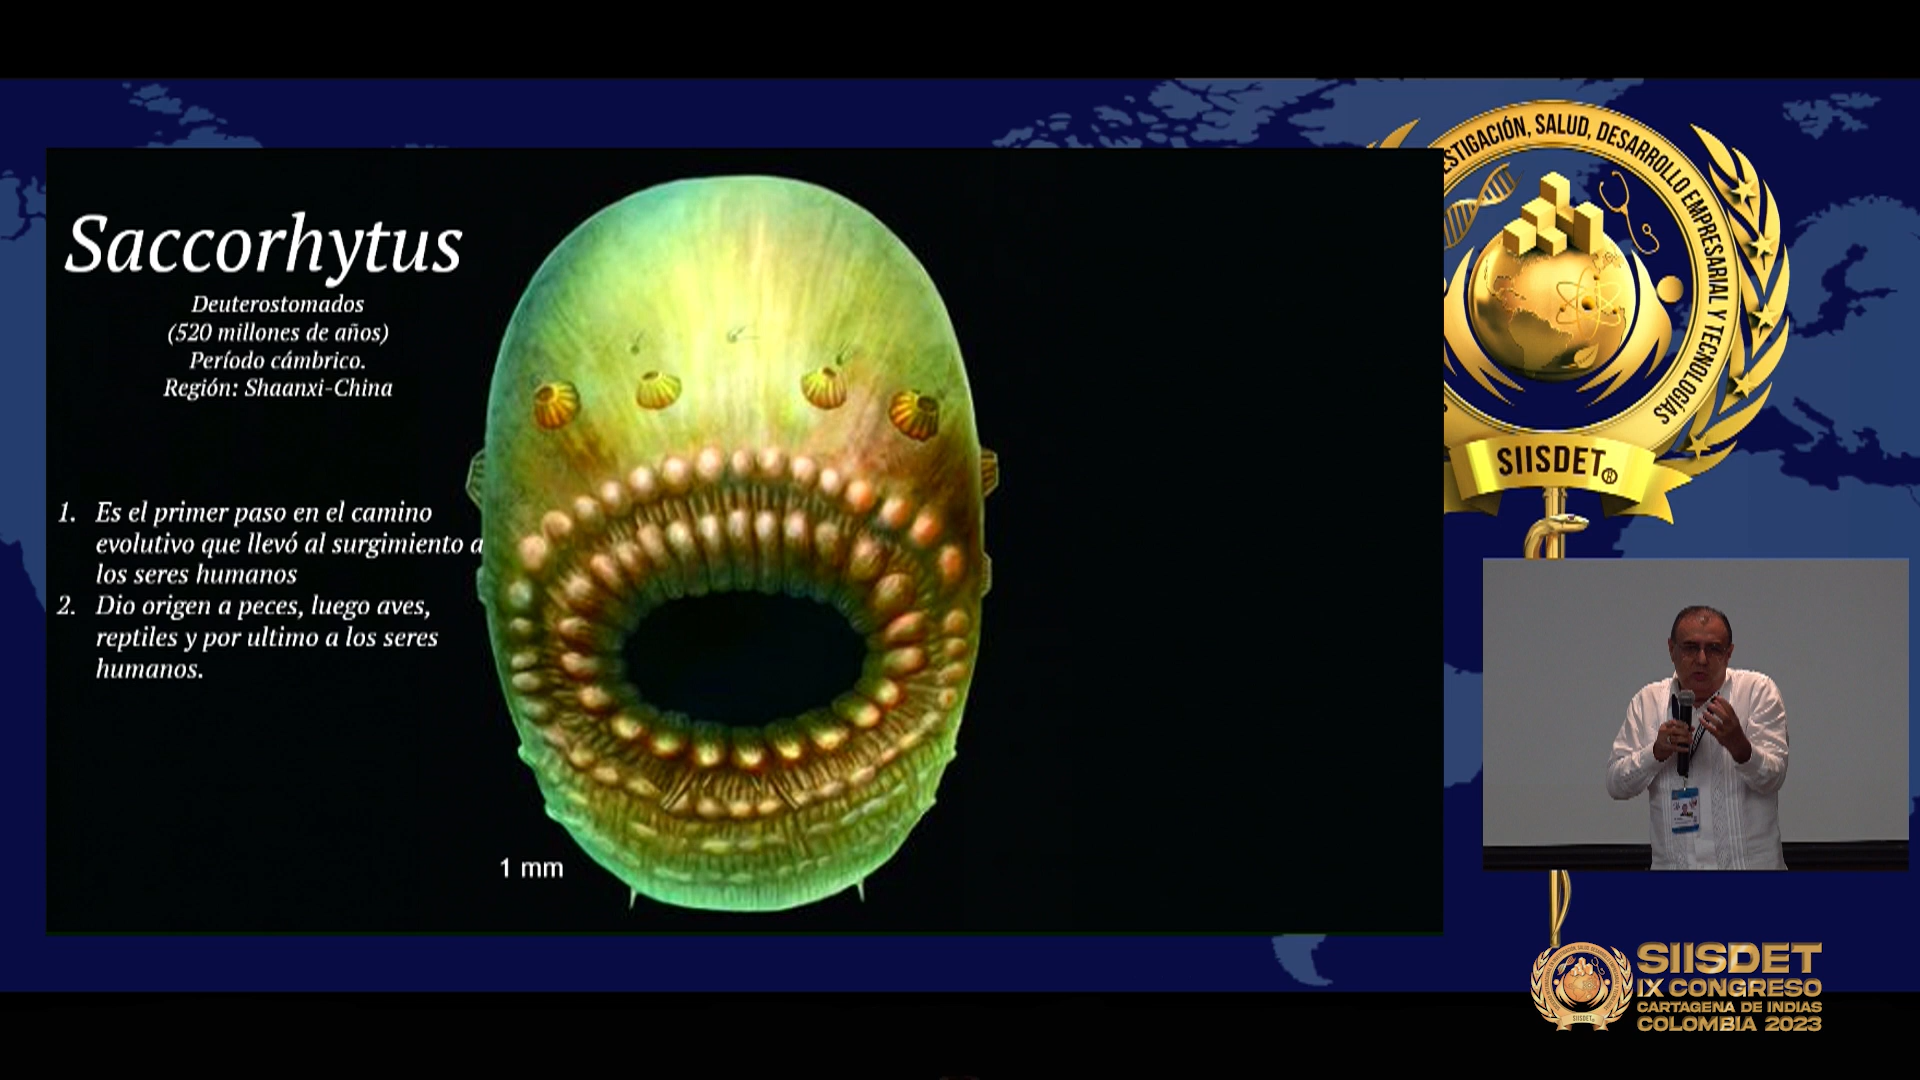 Saccorhytus
Deuterostomados
(520 millones de años)
Período cámbrico.
Región: Shaanxi-China
1. Es el primer paso en el camino
evolutivo que llevó al surgimiento a
los seres humanos
2. Dio origen a peces, luego aves,
reptiles y por ultimo a los seres
humanos.
1 mm
STIGACIÓN, SALUD, DESARROLLO EMPRESARIAL Y TECNOLOGÍAS
SIISDET®
SIISDET
IX CONGRESO
CARTAGENA DE INDIAS
COLOMBIA 2023